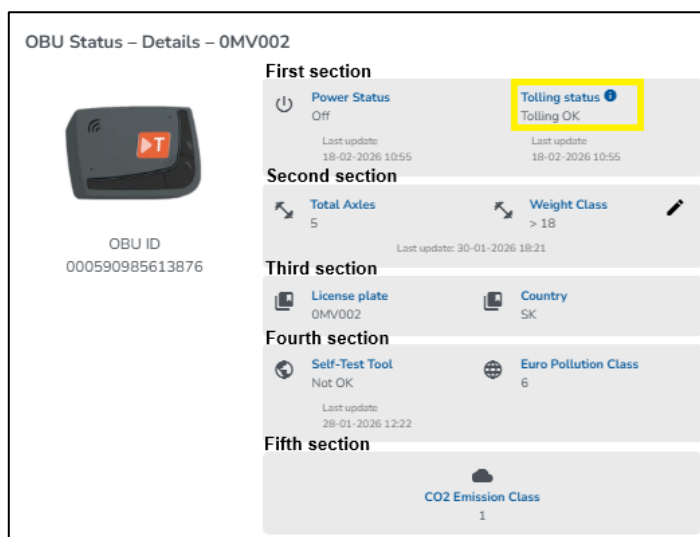 OBU Status – Details – 0MV002
First section
Power Status
Off
Last update
18-02-2026 10:55
Tolling status
Tolling OK
Last update
18-02-2026 10:55
Second section
Total Axles
5
Weight Class
> 18
Last update: 30-01-2026 18:21
T
OBU ID
000590985613876
Third section
License plate
0MV002
Country
SK
Fourth section
Self-Test Tool
Not OK
Last update
28-01-2026 12:22
Euro Pollution Class
6
Fifth section
CO2 Emission Class
1